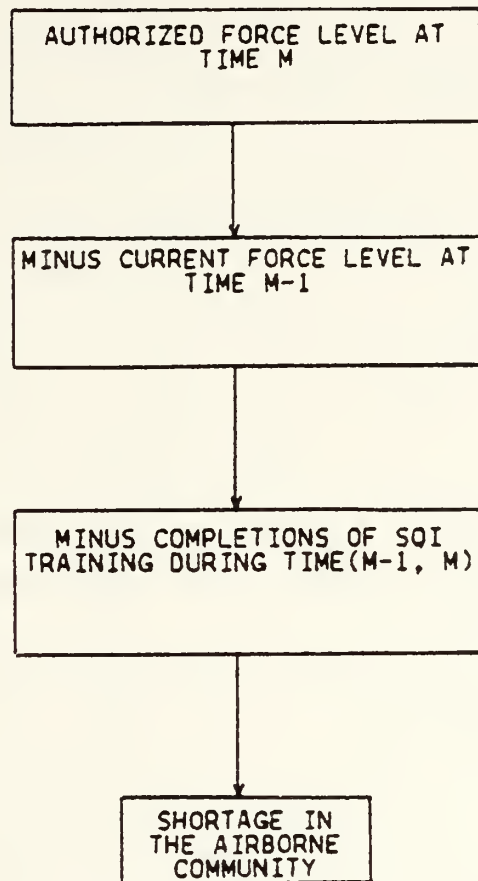 AUTHORIZED FORCE LEVEL AT
TIME M
MINUS CURRENT FORCE LEVEL AT
TIME M-1
MINUS COMPLETIONS OF SQI
TRAINING DURING TIME(M-1, M)
SHORTAGE IN
THE AIRBORNE
COMMUNITY